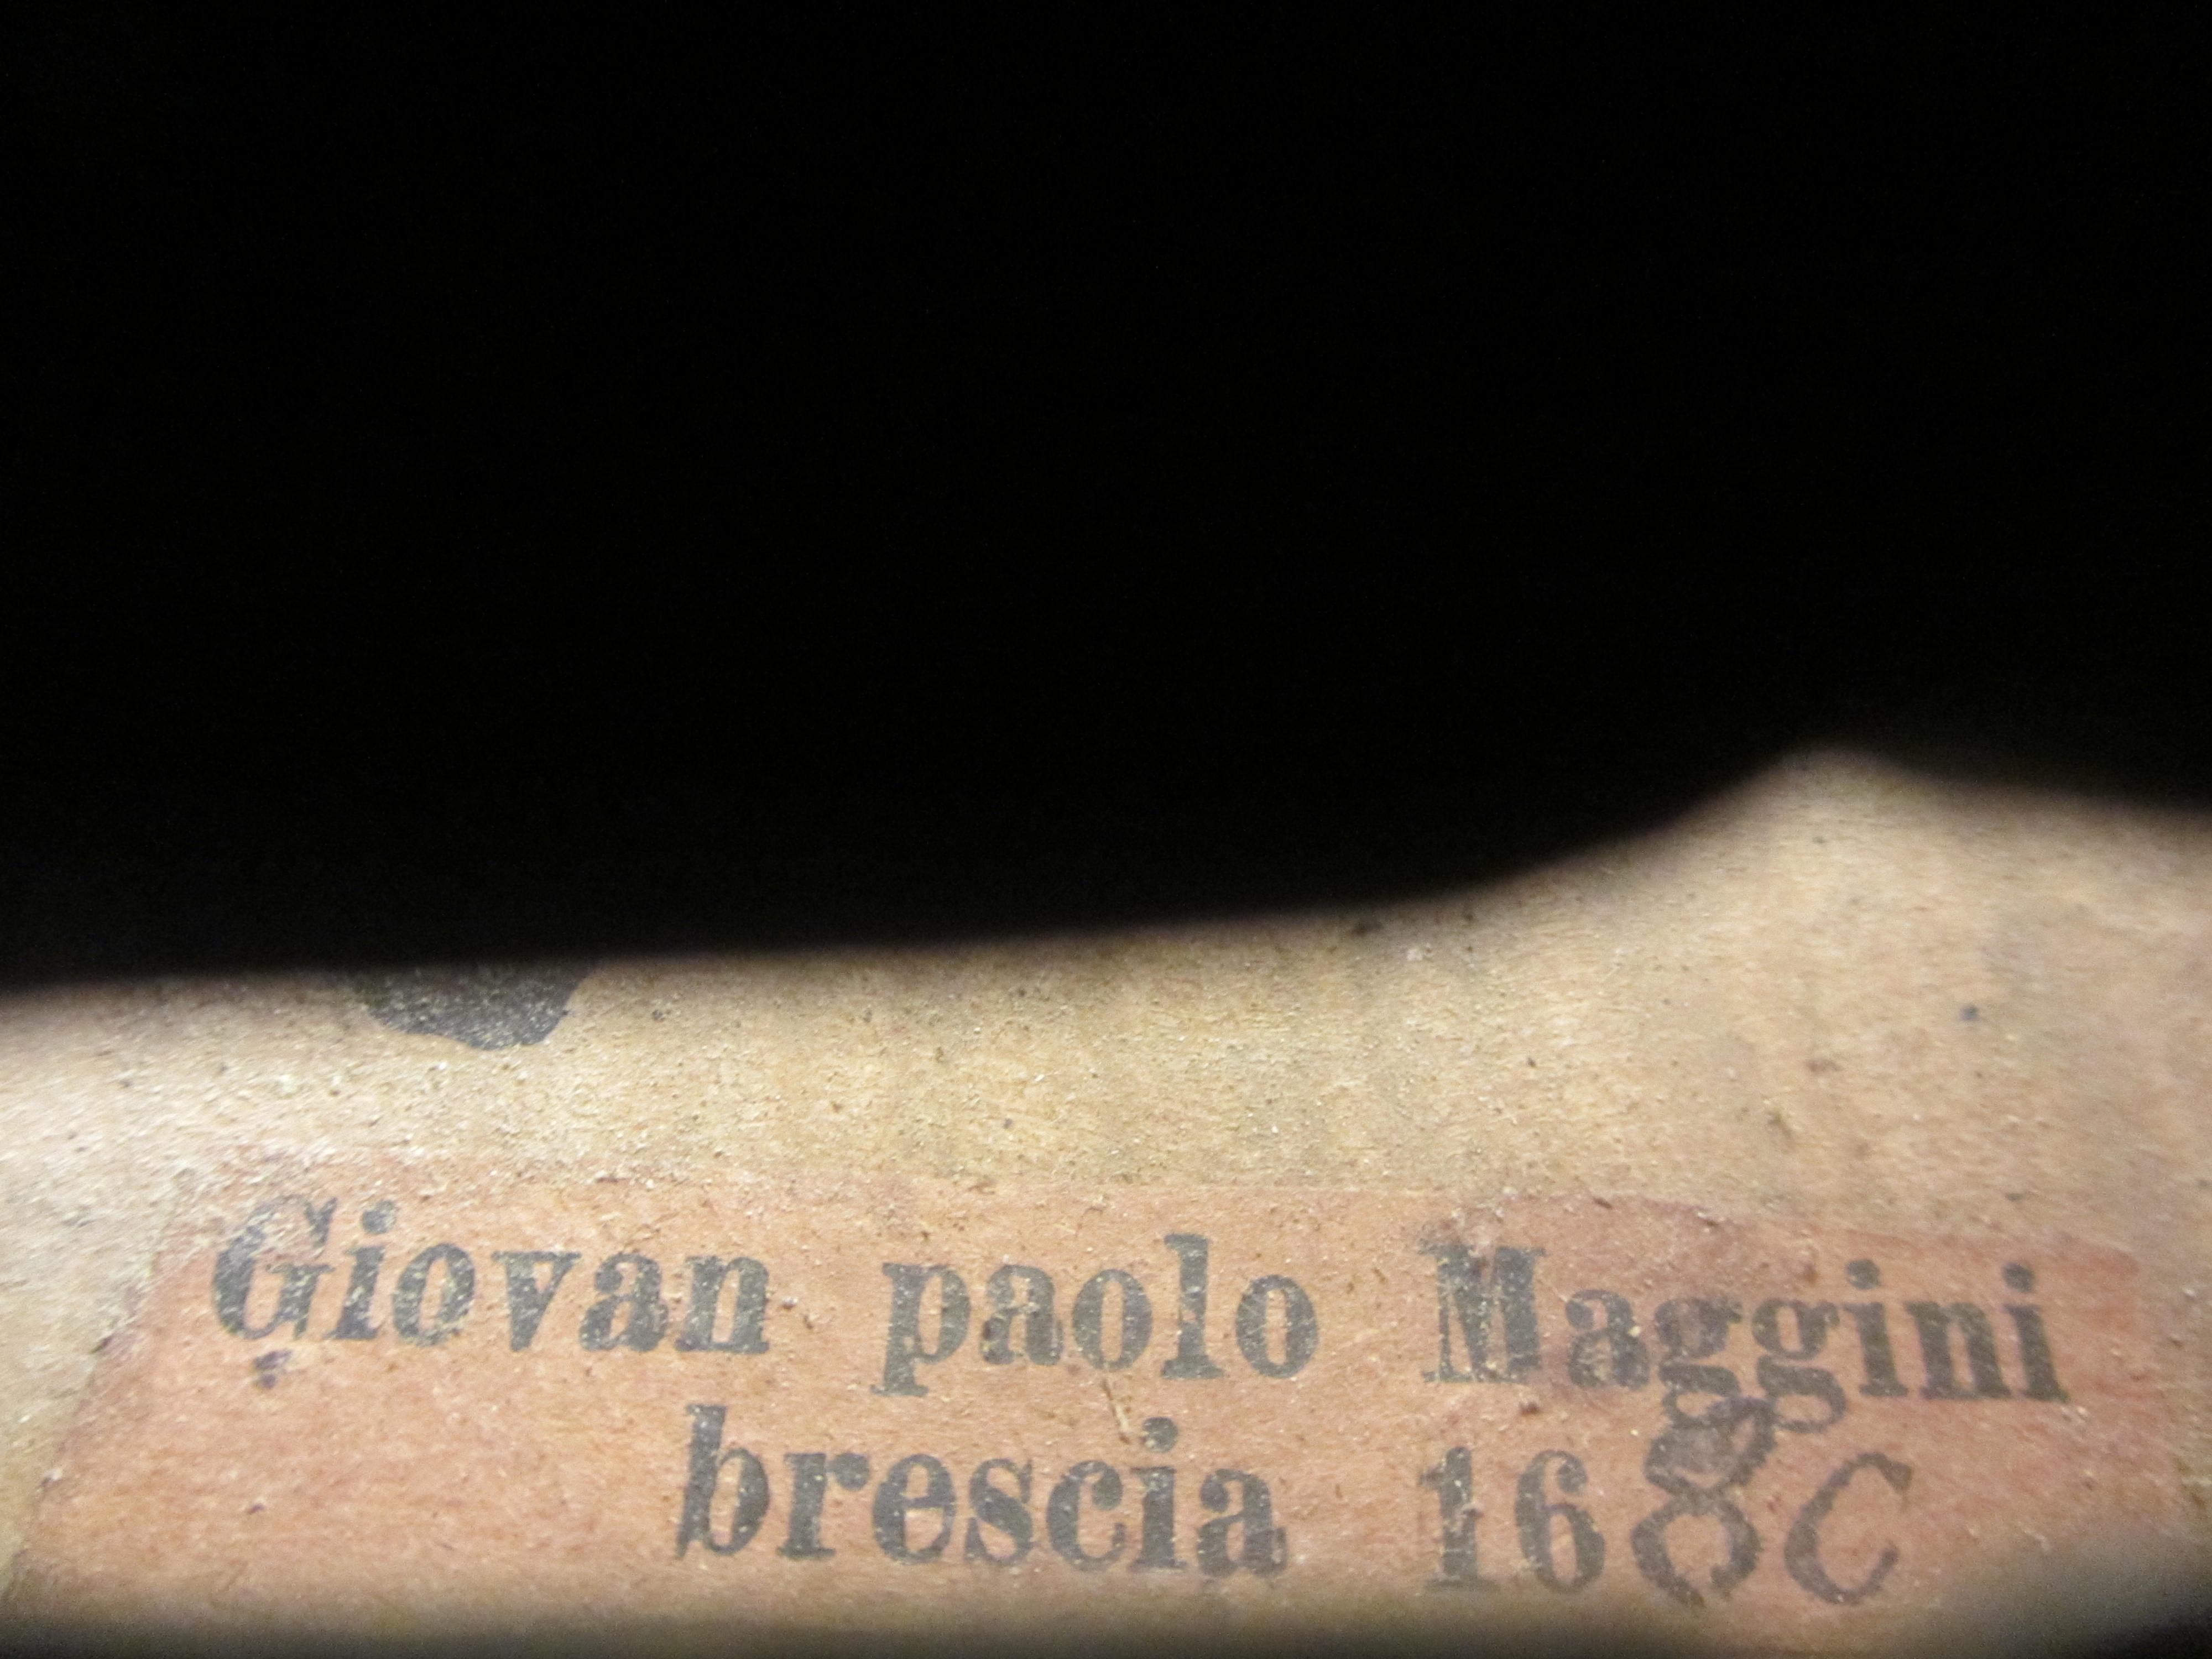 Giovan paolo Maggini
brescia 168C